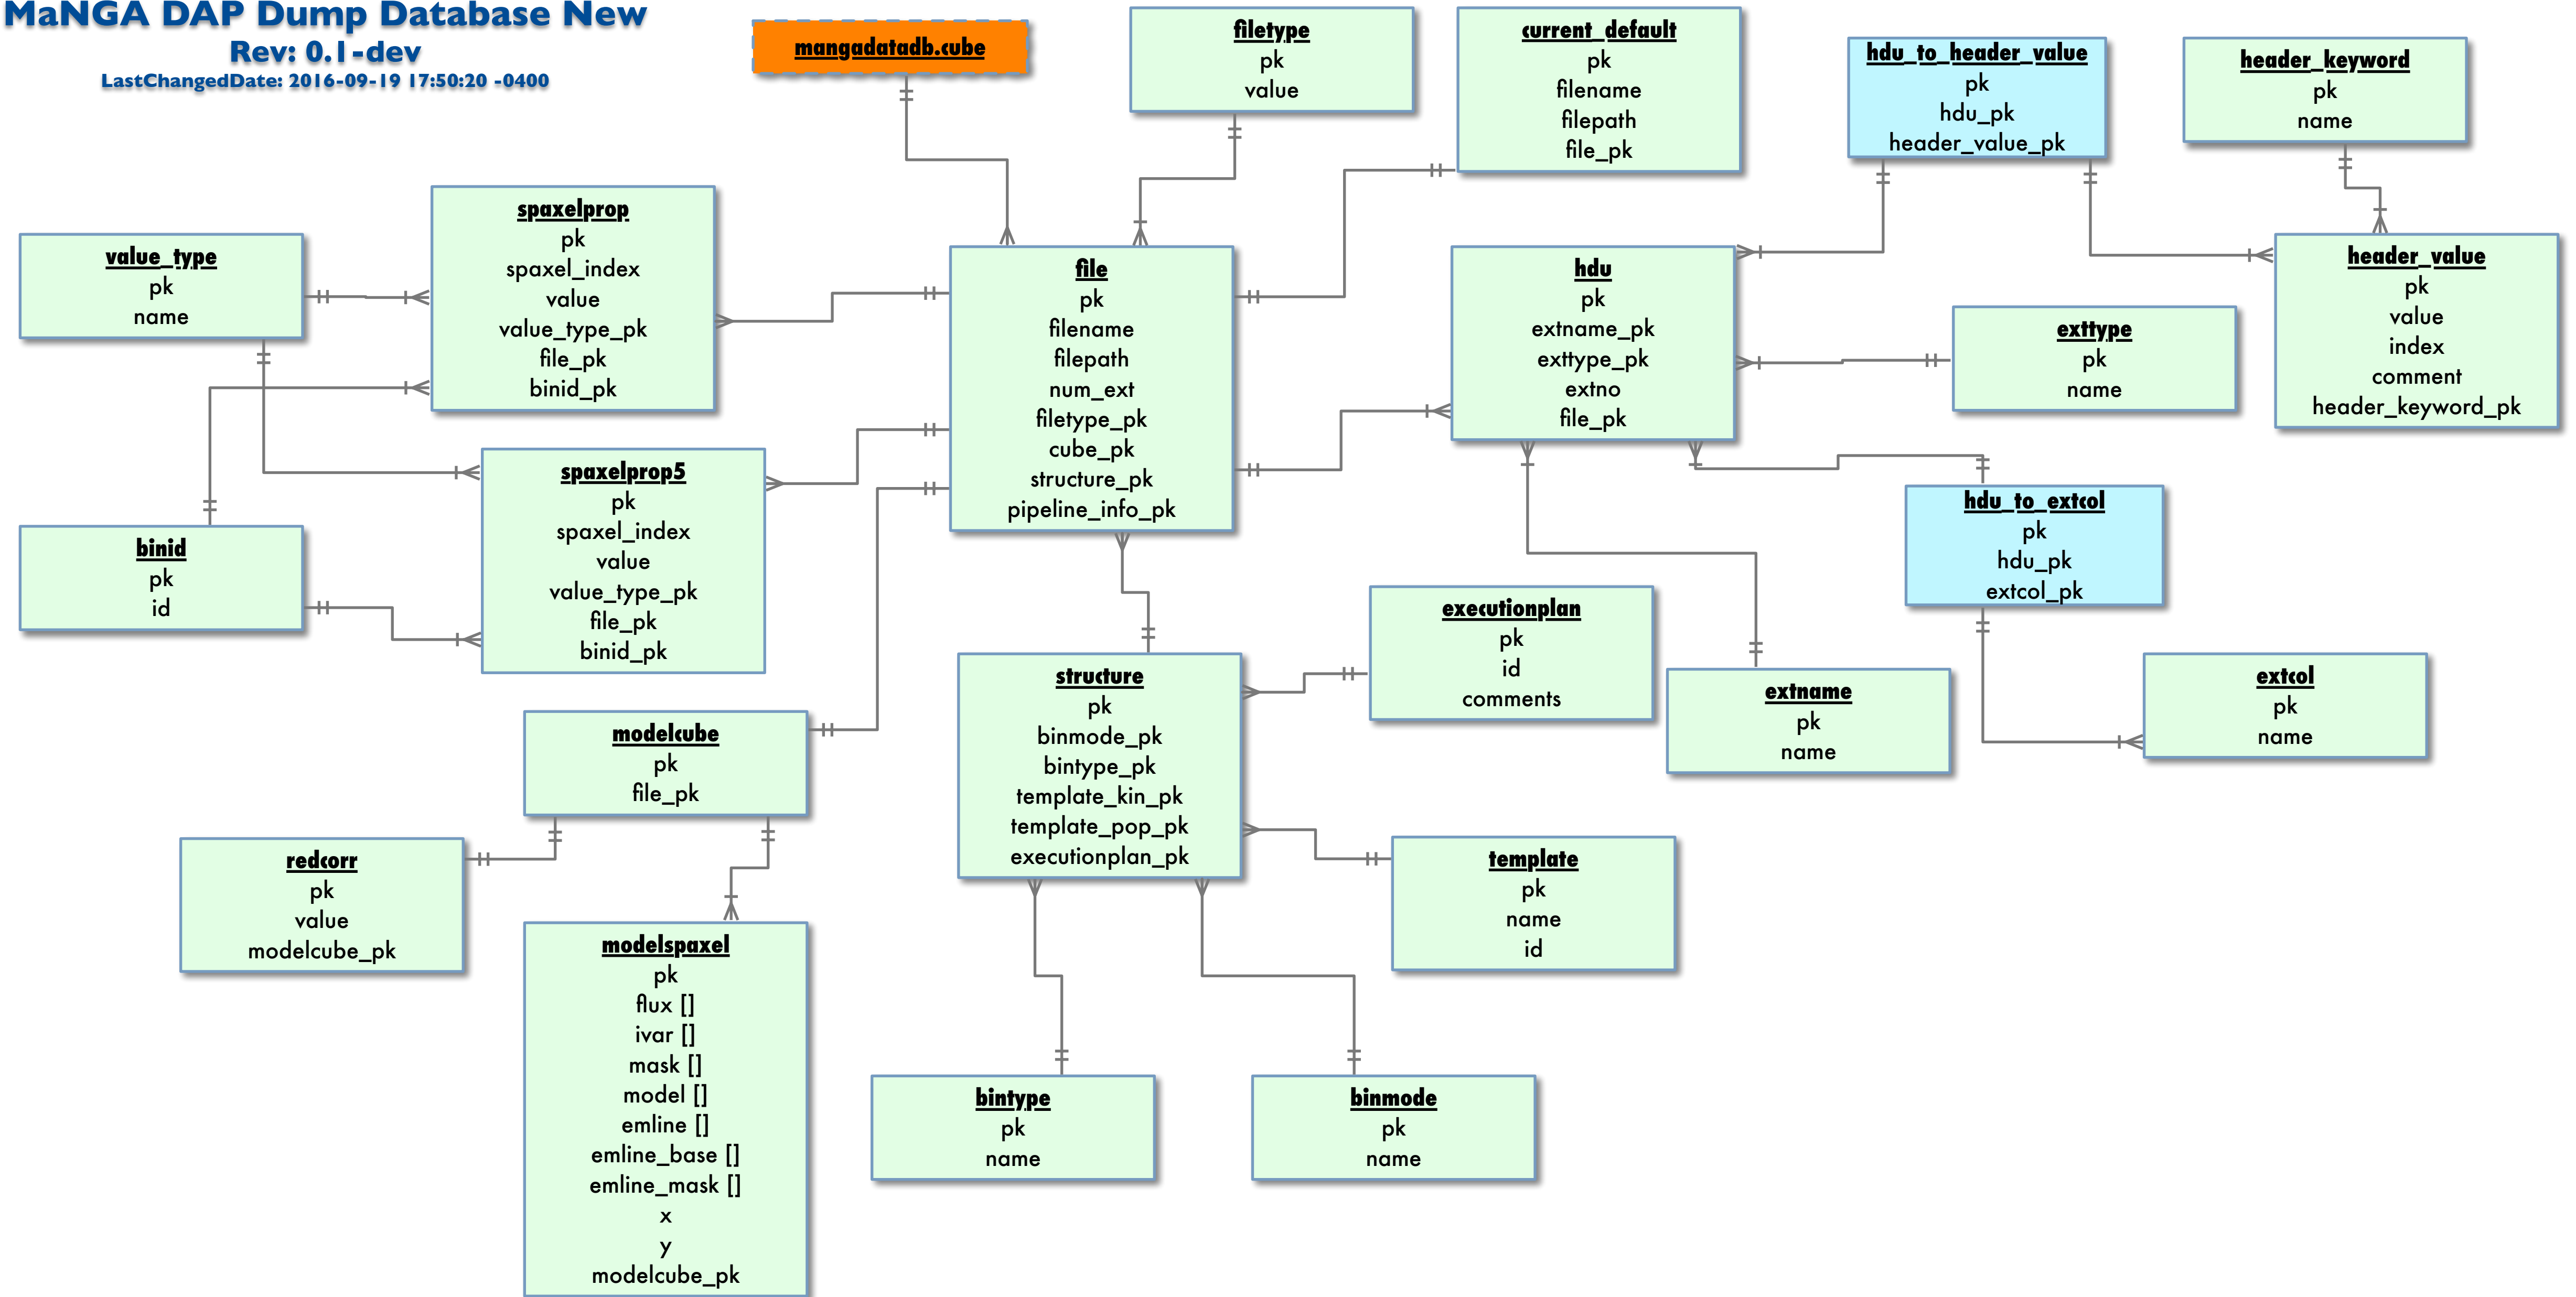 MaNGA DAP Dump Database New
Rev: 0.1-dev
LastChangedDate: 2016-09-19 17:50:20 -0400
mangadatadb.cube
filetype
pk
value
current_default
pk
filename
filepath
file_pk
hdu_to_header_value
pk
hdu_pk
header_value_pk
header_keyword
pk
name
value_type
pk
name
spaxelprop
pk
spaxel_index
value
value_type_pk
file_pk
binid_pk
file
pk
filename
filepath
num_ext
filetype_pk
cube_pk
structure_pk
pipeline_info_pk
hdu
pk
extname_pk
exttype_pk
extno
file_pk
exttype
pk
name
header_value
pk
value
index
comment
header_keyword_pk
binid
pk
id
spaxelprop5
pk
spaxel_index
value
value_type_pk
file_pk
binid_pk
hdu_to_extcol
pk
hdu_pk
extcol_pk
executionplan
pk
id
comments
extname
pk
name
extcol
pk
name
modelcube
pk
file_pk
structure
pk
binmode_pk
bintype_pk
template_kin_pk
template_pop_pk
executionplan_pk
template
pk
name
id
redcorr
pk
value
modelcube_pk
modelspaxel
pk
flux []
ivar []
mask []
model []
emline []
emline_base []
emline_mask []
x
y
modelcube_pk
bintype
pk
name
binmode
pk
name